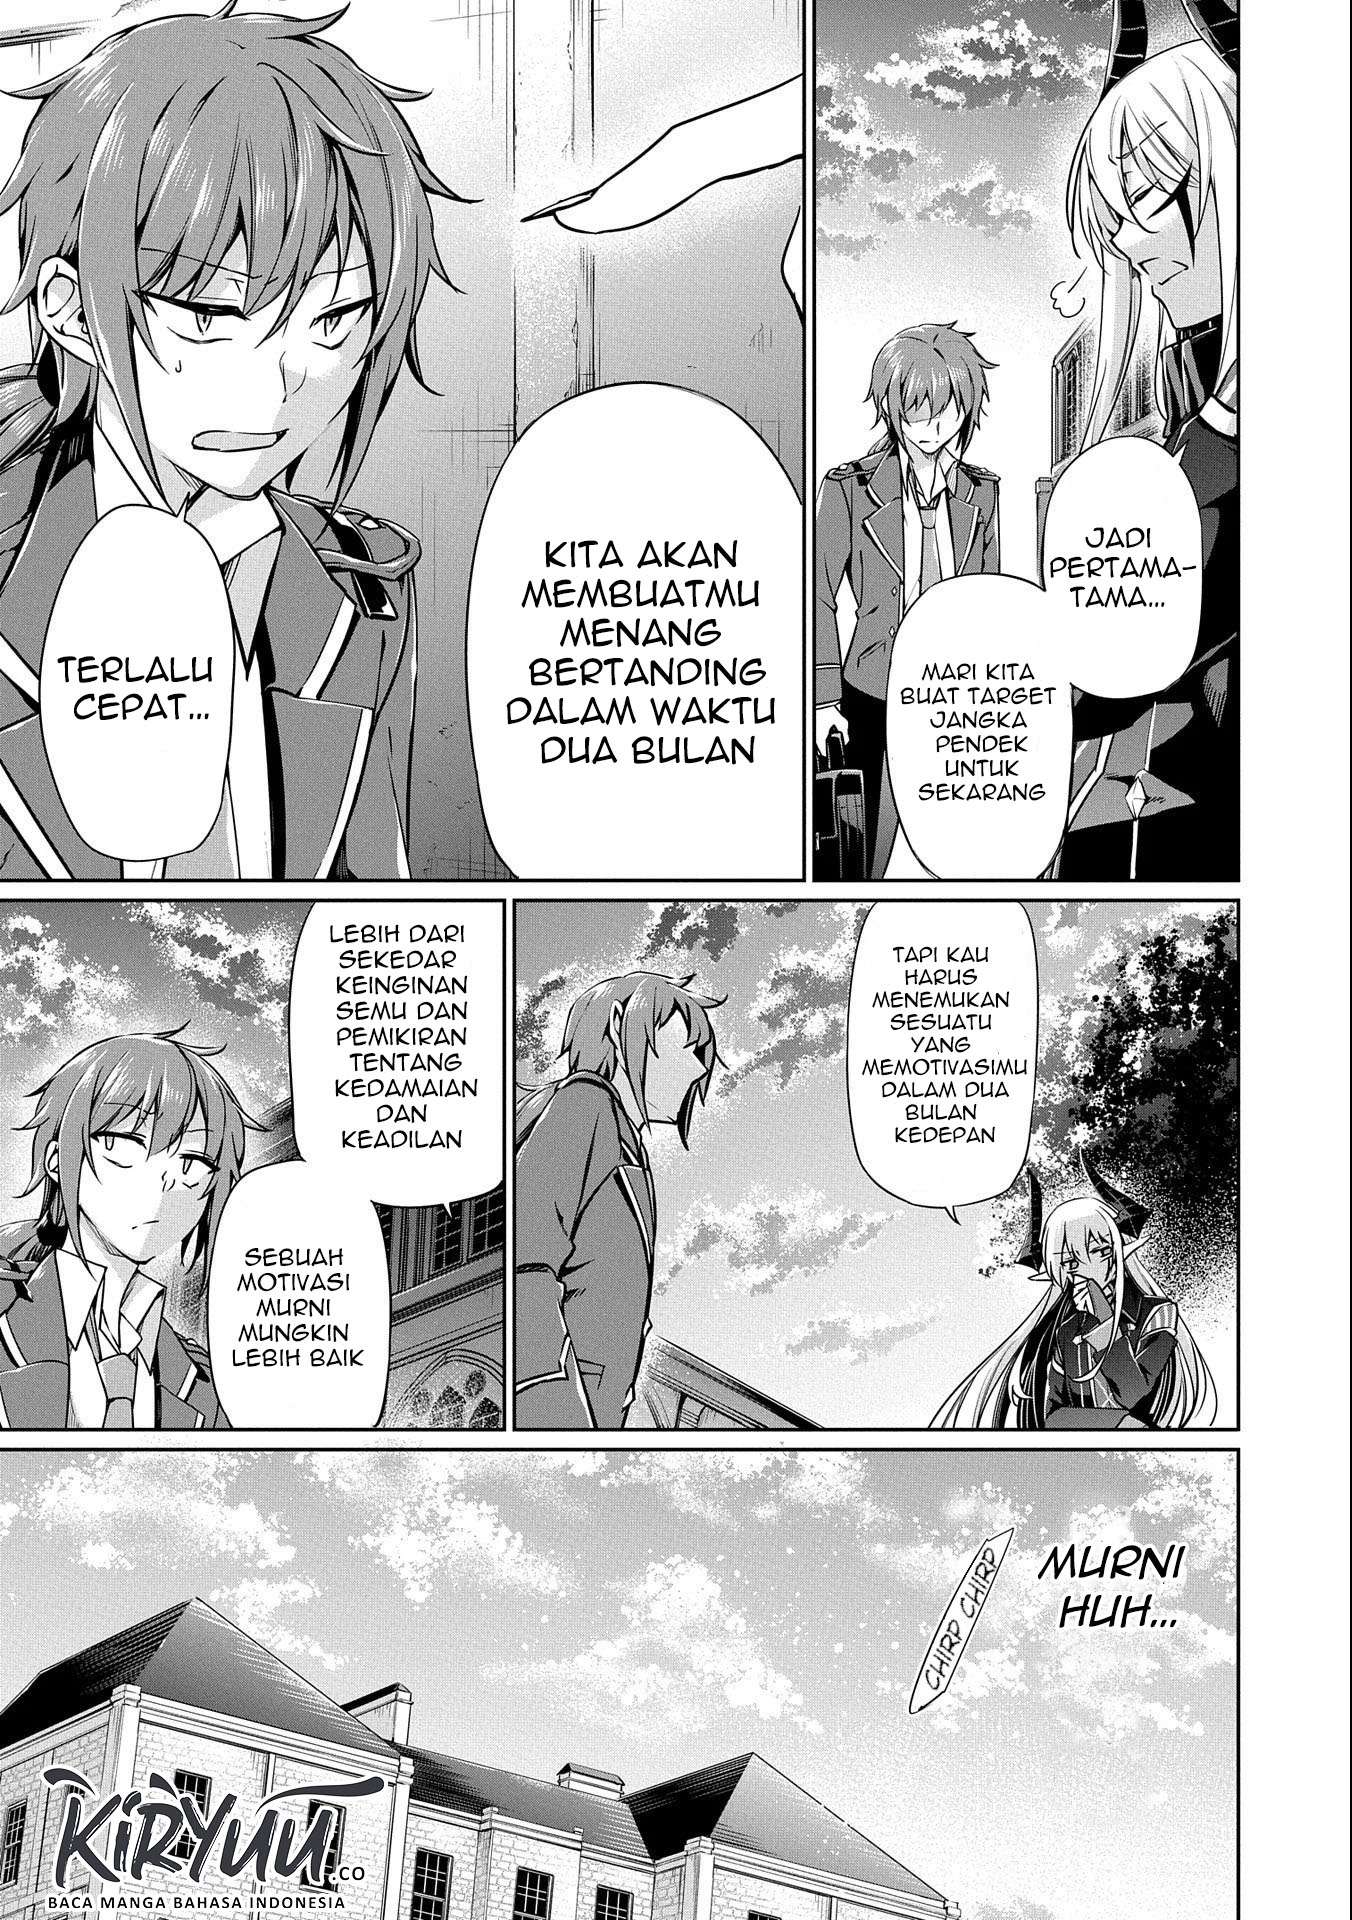 JADI
PERTAMA-
TAMA...
MARI KITA
BUAT TARGET
JANGKA
PENDEK
UNTUK
SEKARANG
KITA AKAN
MEMBUATMU
MENANG
BERTANDING
DALAM WAKTU
DUA BULAN
TERLALU
CEPAT...
TAPI KAU
HARUS
MENEMUKAN
SESUATU
YANG
MEMOTIVASIMU
DALAM DUA
BULAN
KEDEPAN
LEBIH DARI
SEKEDAR
KEINGINAN
SEMU DAN
PEMIKIRAN
TENTANG
KEDAMAIAN
DAN
KEADILAN
SEBUAH
MOTIVASI
MURNI
MUNGKIN
LEBIH BAIK
MURNI
HUH...
CHIRP CHIRP
KIRYUU.CO
BACA MANGA BAHASA INDONESIA